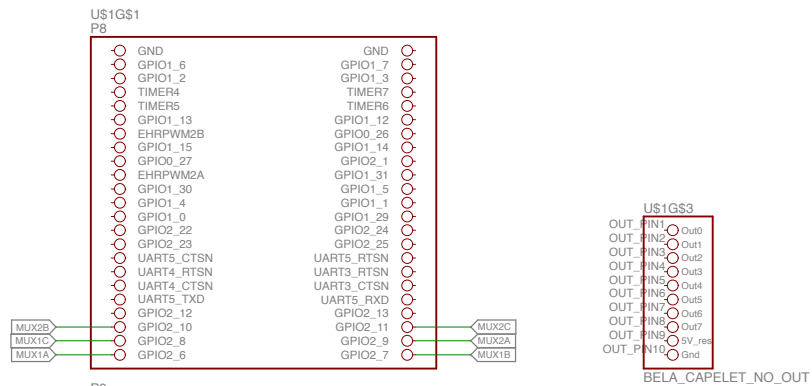 U$1G$1
P8
GND GND
GPIO1_6 GPIO1_7
GPIO1_2 GPIO1_3
TIMER4 TIMER7
TIMER5 TIMER6
GPIO1_13 GPIO1_12
EHRPWM2B GPIO0_26
GPIO1_15 GPIO1_14
GPIO0_27 GPIO2_1
EHRPWM2A GPIO1_31
GPIO1_30 GPIO1_5
GPIO1_4 GPIO1_1
GPIO1_0 GPIO1_29
GPIO2_22 GPIO2_24
GPIO2_23 GPIO2_25
UART5_CTSN UART5_RTSN
UART4_RTSN UART3_RTSN
UART4_CTSN UART3_CTSN
UART5_TXD UART5_RXD
GPIO2_12 GPIO2_13
MUX2B GPIO2_10 GPIO2_11 MUX2C
MUX1C GPIO2_8 GPIO2_9 MUX2A
MUX1A GPIO2_6 GPIO2_7 MUX1B
U$1G$3
OUT_PIN1 Out0
OUT_PIN2 Out1
OUT_PIN3 Out2
OUT_PIN4 Out3
OUT_PIN5 Out4
OUT_PIN6 Out5
OUT_PIN7 Out6
OUT_PIN8 Out7
OUT_PIN9 5V_res
OUT_PIN10 Gnd
BELA_CAPELET_NO_OUT